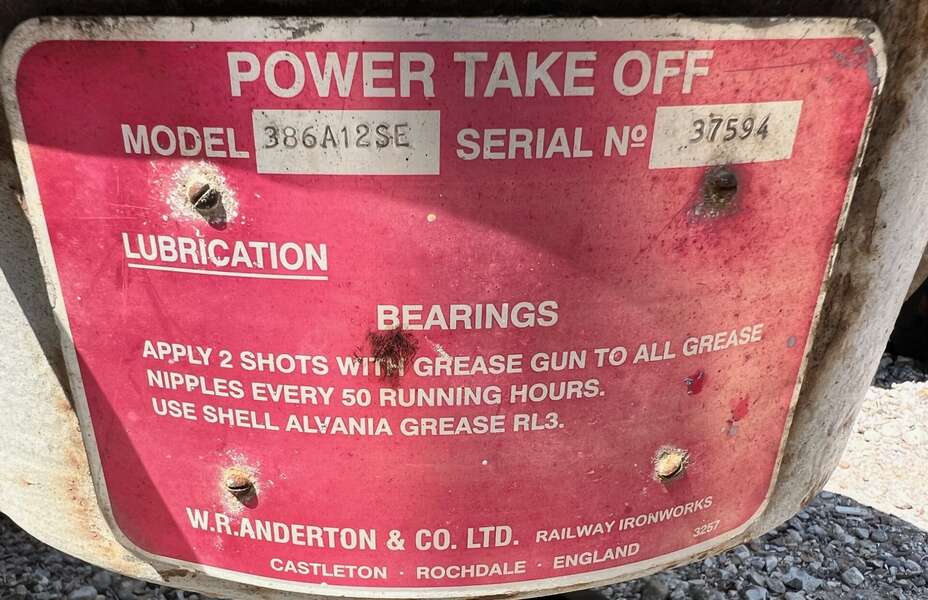 POWER TAKE OFF
MODEL 386A12SE SERIAL Nº 37594
LUBRICATION
BEARINGS
APPLY 2 SHOTS WITH GREASE GUN TO ALL GREASE
NIPPLES EVERY 50 RUNNING HOURS.
USE SHELL ALVANIA GREASE RL3.
W.R.ANDERTON & CO. LTD. RAILWAY IRONWORKS
CASTLETON · ROCHDALE · ENGLAND 3257